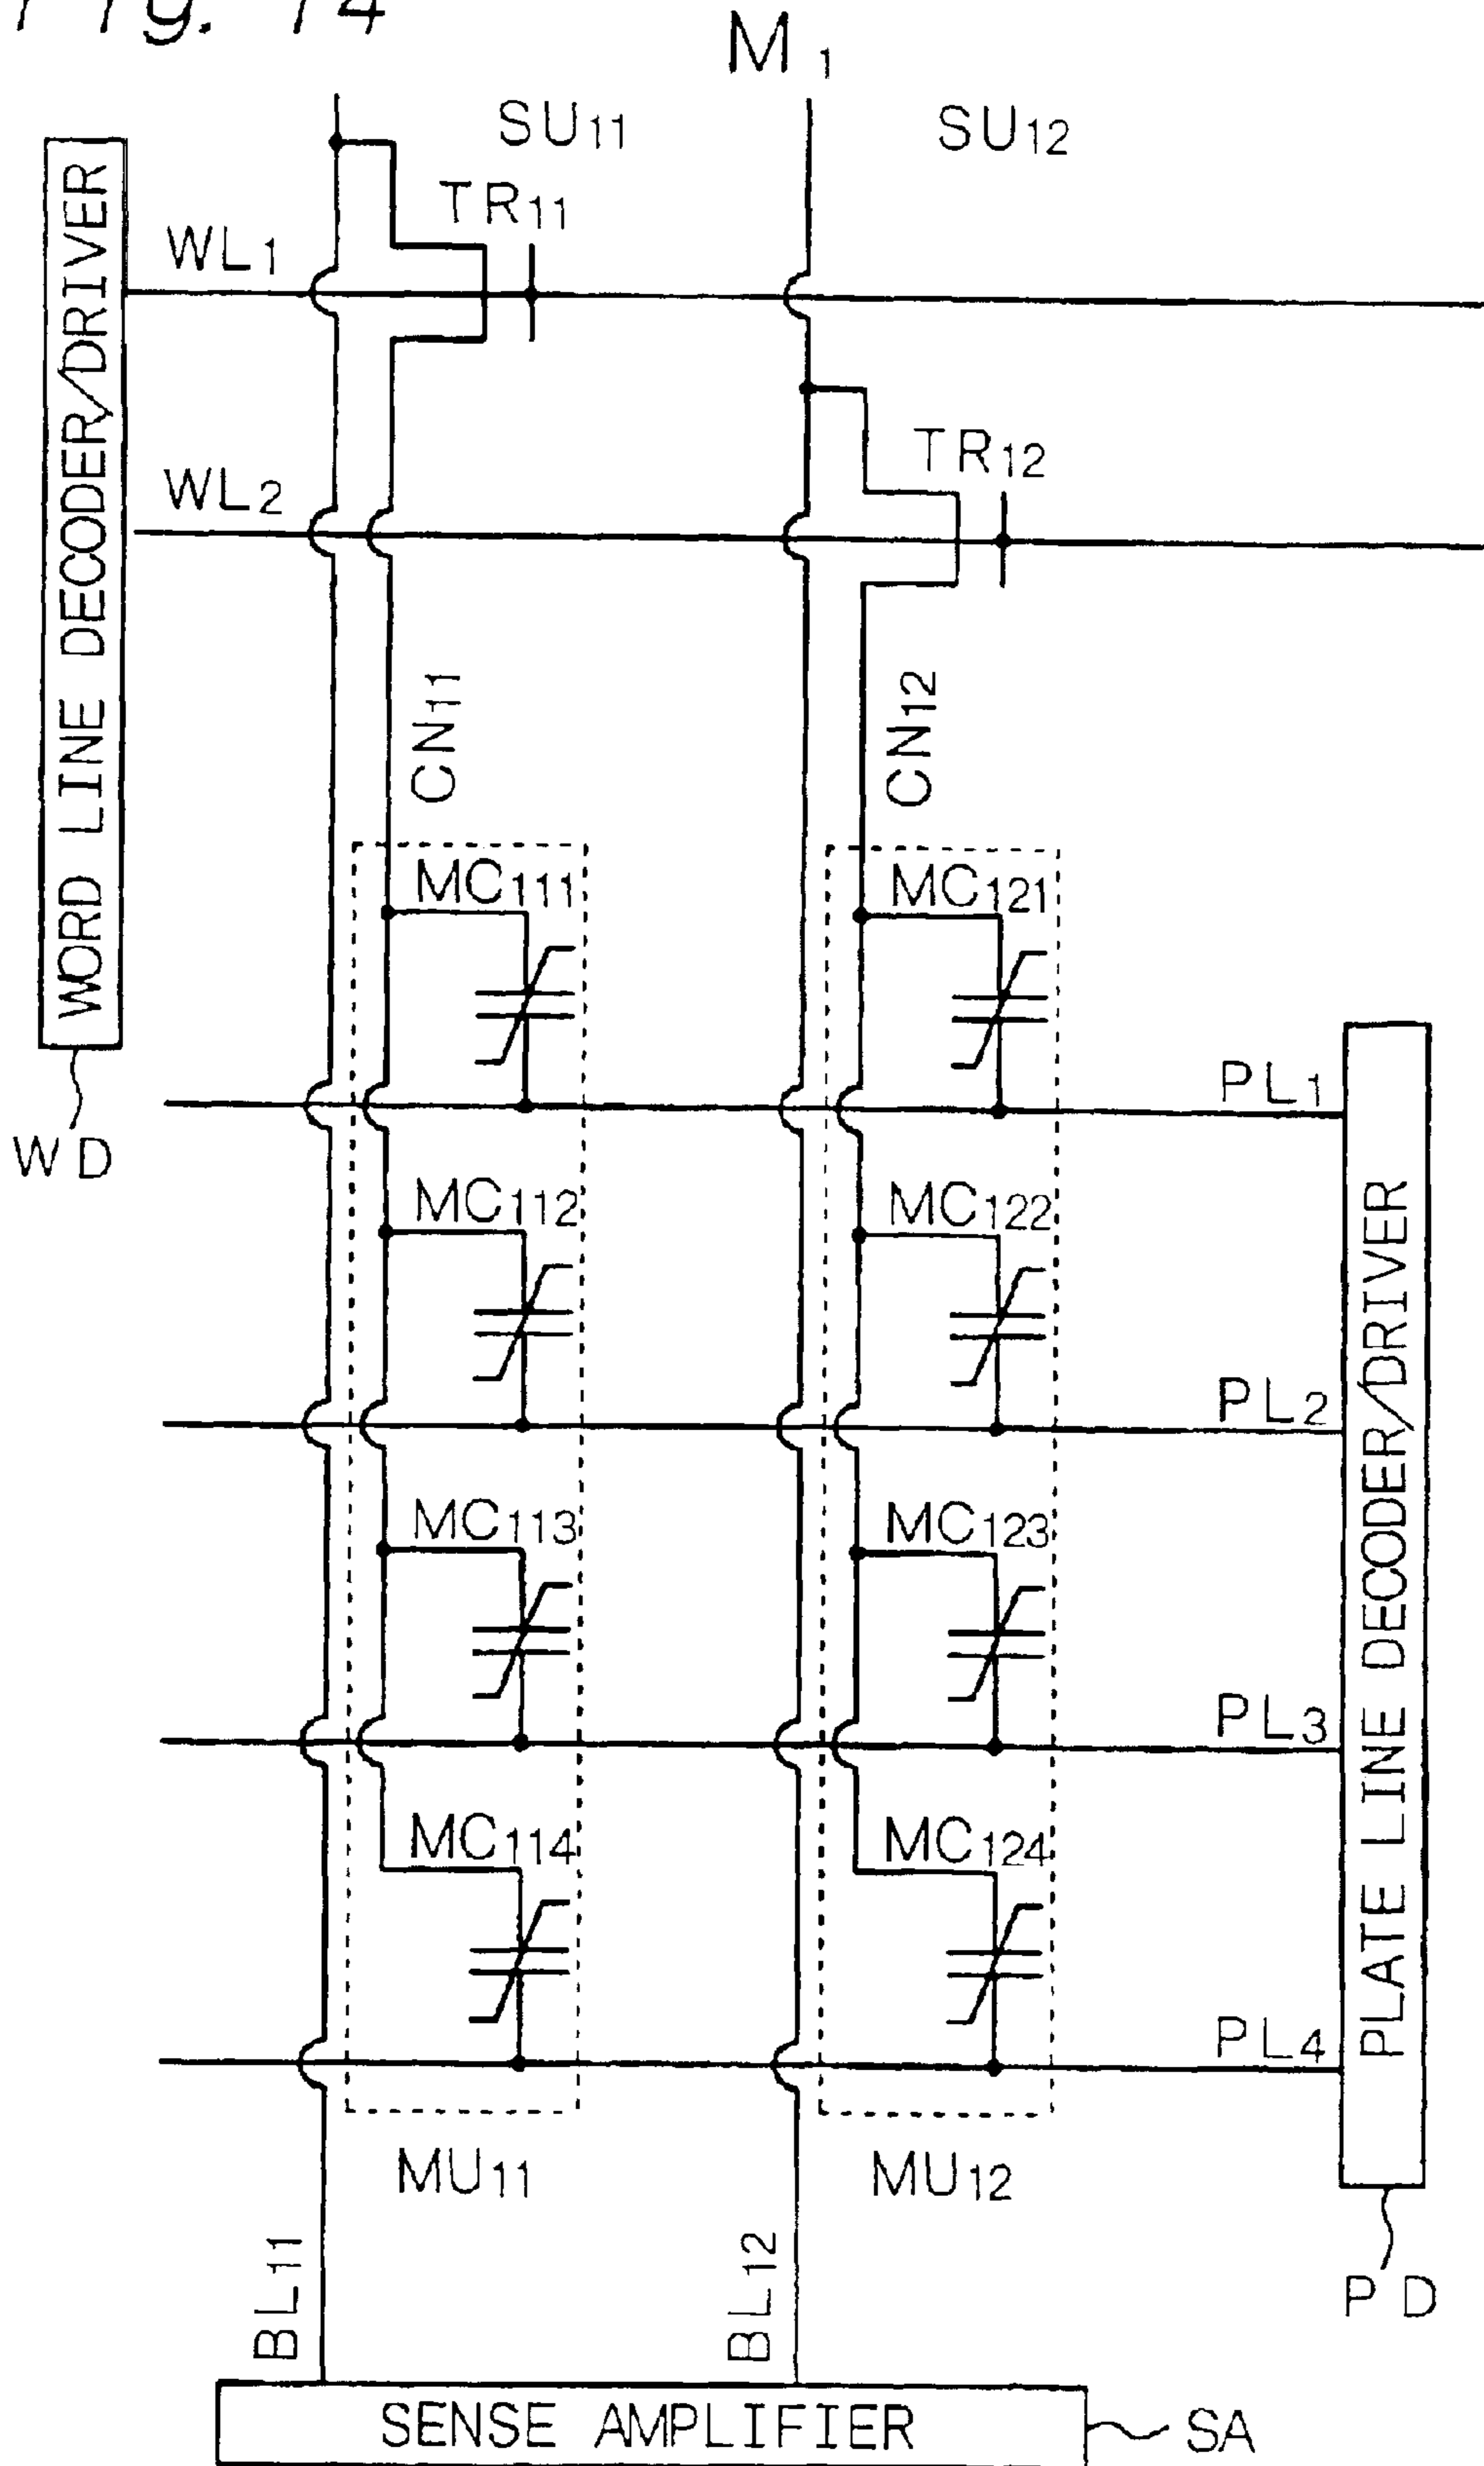 Fig. 14
M1
SU11
SU12
TR11
WL1
TR12
WL2
WORD LINE DECODER/DRIVER
CN11
CN12
MC111
MC121
PL1
WD
MC112
MC122
PL2
MC113
MC123
PL3
PLATE LINE DECODER/DRIVER
MC114
MC124
PL4
MU11
MU12
BL11
BL12
PD
SENSE AMPLIFIER
SA